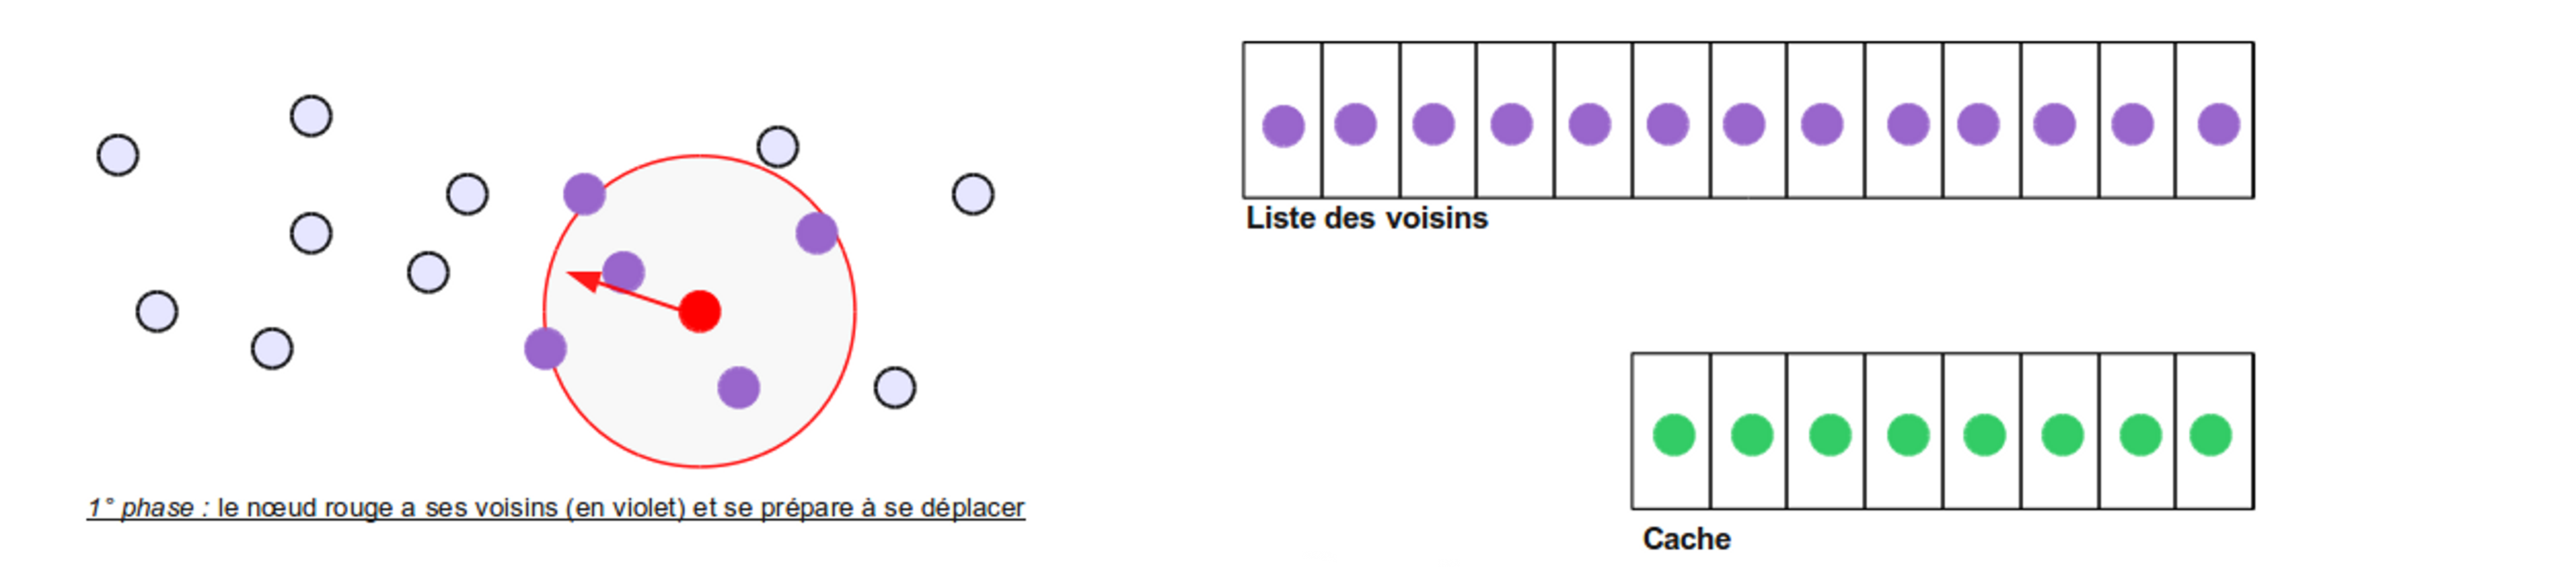 Liste des voisins
1° phase : le nœud rouge a ses voisins (en violet) et se prépare à se déplacer
Cache